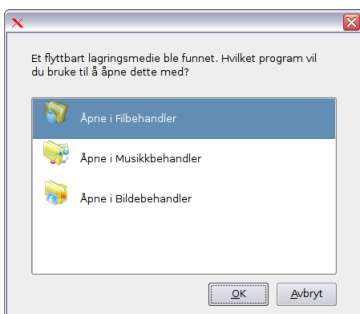 Et flyttbart lagringsmedie ble funnet. Hvilket program vil
du bruke til å åpne dette med?
Åpne i Filbehandler
Åpne i Musikkbehandler
Åpne i Bildebehandler
OK
Avbryt